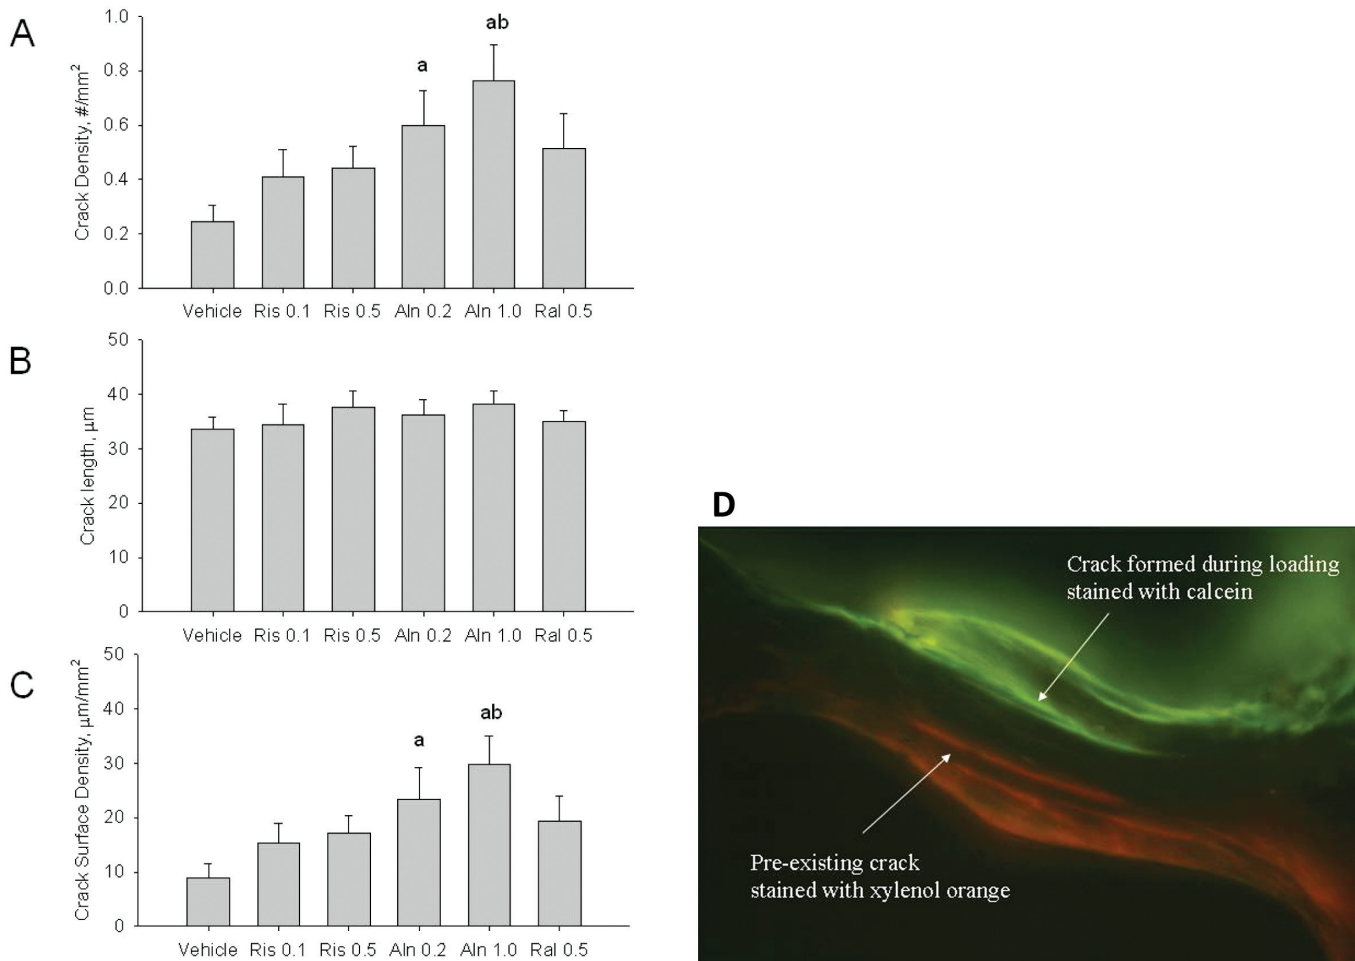 A
Crack Density, #/mm²
1.0
0.8
0.6
0.4
0.2
0.0
a
ab
Vehicle Ris 0.1 Ris 0.5 Aln 0.2 Aln 1.0 Ral 0.5
B
Crack length, μm
50
40
30
20
10
0
Vehicle Ris 0.1 Ris 0.5 Aln 0.2 Aln 1.0 Ral 0.5
C
Crack Surface Density, μm/mm²
50
40
30
20
10
0
a
ab
Vehicle Ris 0.1 Ris 0.5 Aln 0.2 Aln 1.0 Ral 0.5
D
Crack formed during loading
stained with calcein
Pre-existing crack
stained with xylenol orange